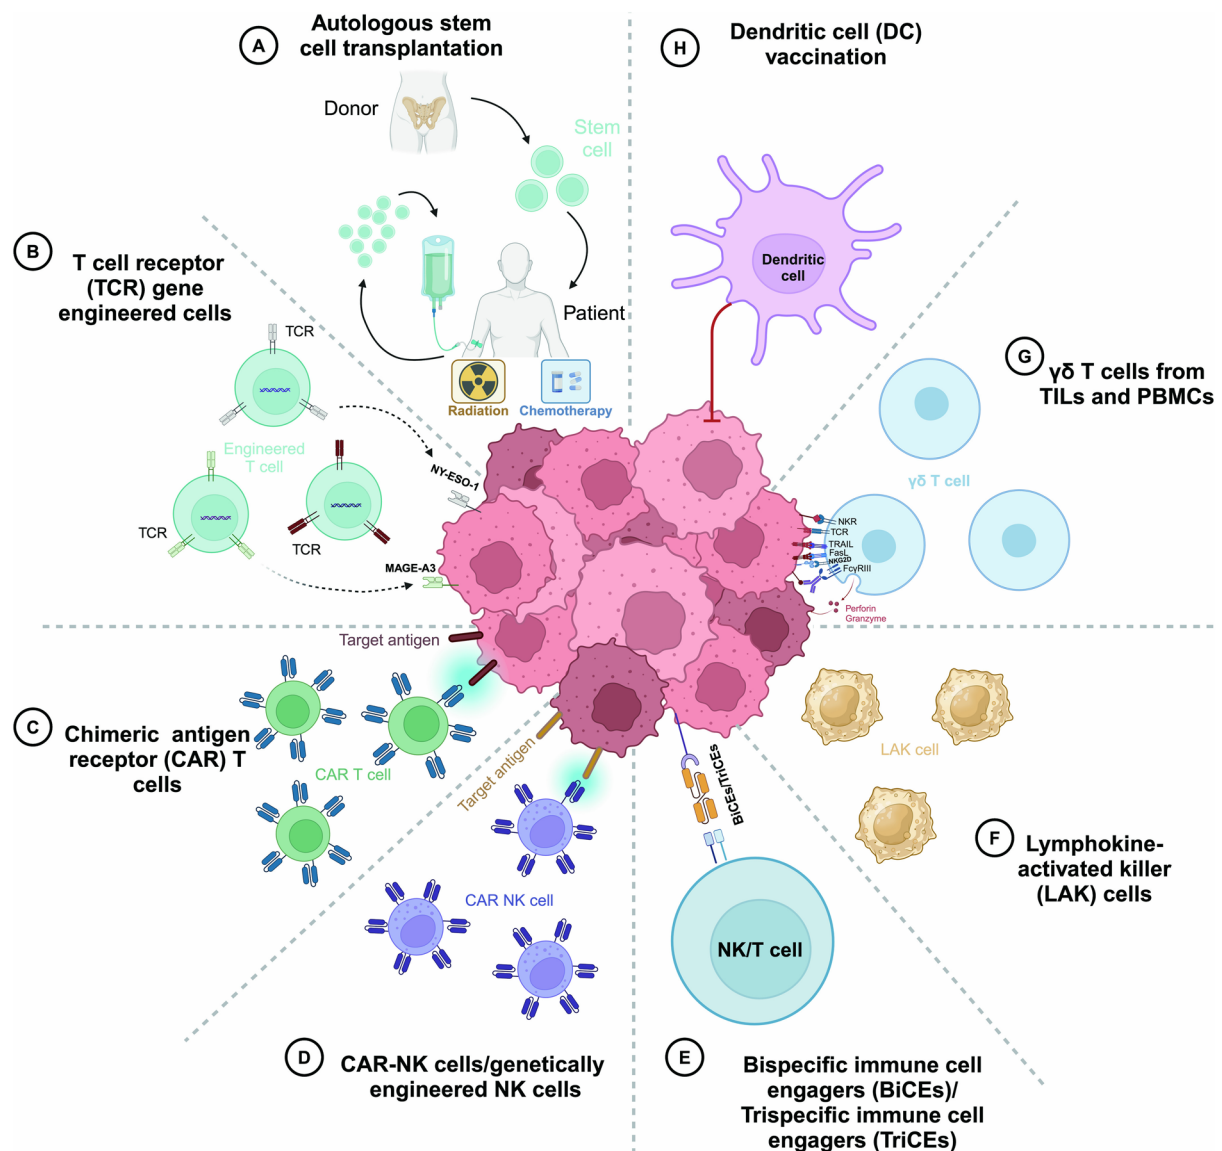 A
Autologous stem
cell transplantation
Donor
Stem
cell
Patient
Radiation
Chemotherapy
B
T cell receptor
(TCR) gene
engineered cells
TCR
Engineered
T cell
TCR
TCR
NY-ESO-1
MAGE-A3
C
Chimeric antigen
receptor (CAR) T
cells
Target antigen
CAR T cell
D
CAR-NK cells/genetically
engineered NK cells
Target antigen
CAR NK cell
E
Bispecific immune cell
engagers (BiCEs)/
Trispecific immune cell
engagers (TriCEs)
BiCEs/TriCEs
NK/T cell
F
Lymphokine-
activated killer
(LAK) cells
LAK cell
G
γδ T cells from
TILs and PBMCs
γδ T cell
NKR
TCR
TRAIL
FasL
NKG2D
FcγRIII
Perforin
Granzyme
H
Dendritic cell (DC)
vaccination
Dendritic
cell